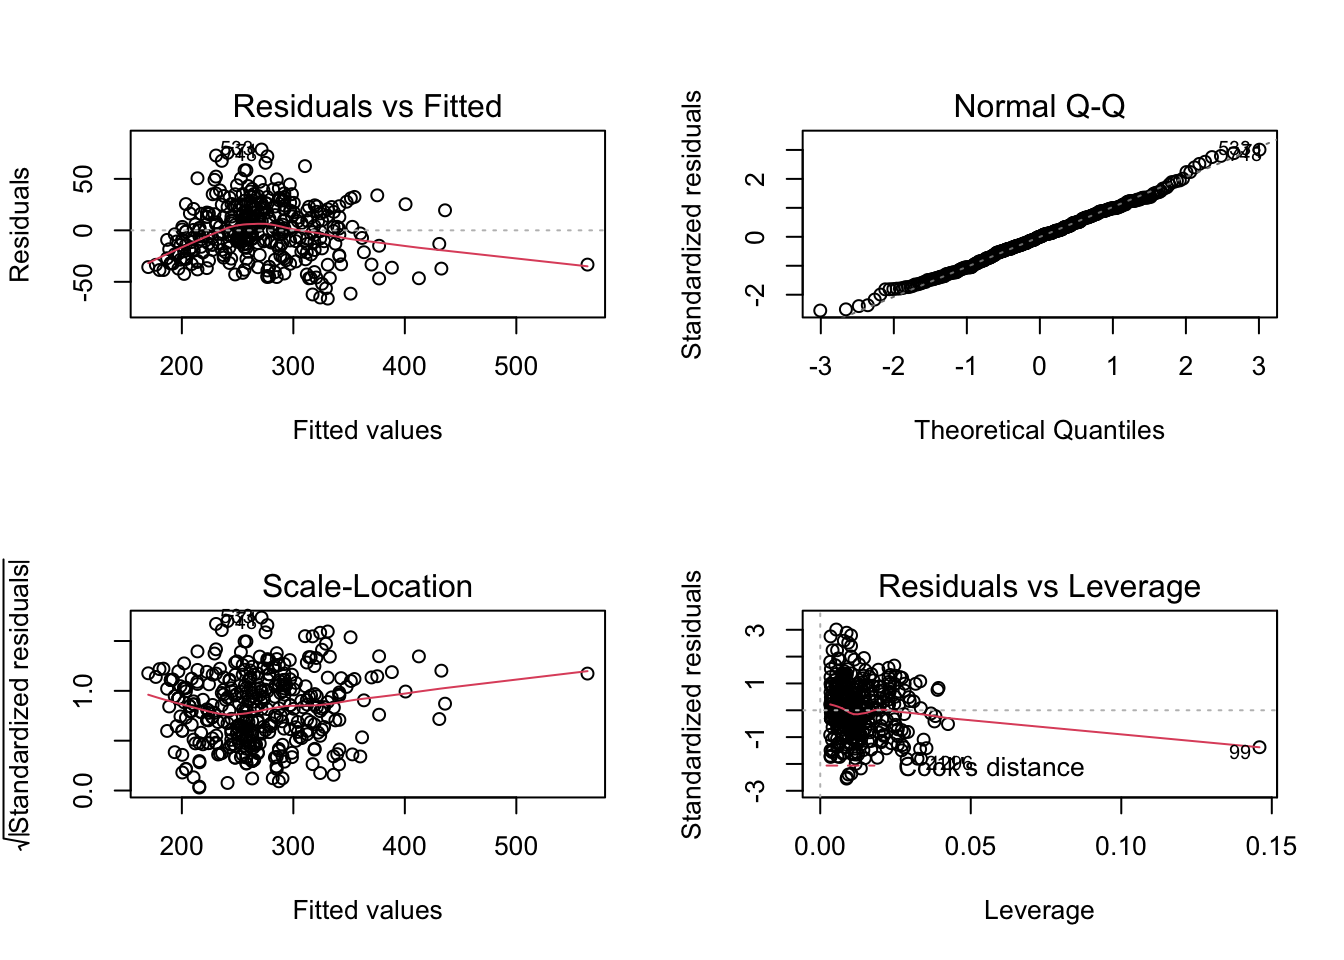 Residuals vs Fitted
Residuals
50
0
-50
200 300 400 500
Fitted values
Normal Q-Q
Standardized residuals
2
0
-2
-3 -2 -1 0 1 2 3
Theoretical Quantiles
Scale-Location
√|Standardized residuals|
1.0
0.0
200 300 400 500
Fitted values
Residuals vs Leverage
Standardized residuals
3
1
-1
-3
99
Cook's distance
0.00 0.05 0.10 0.15
Leverage